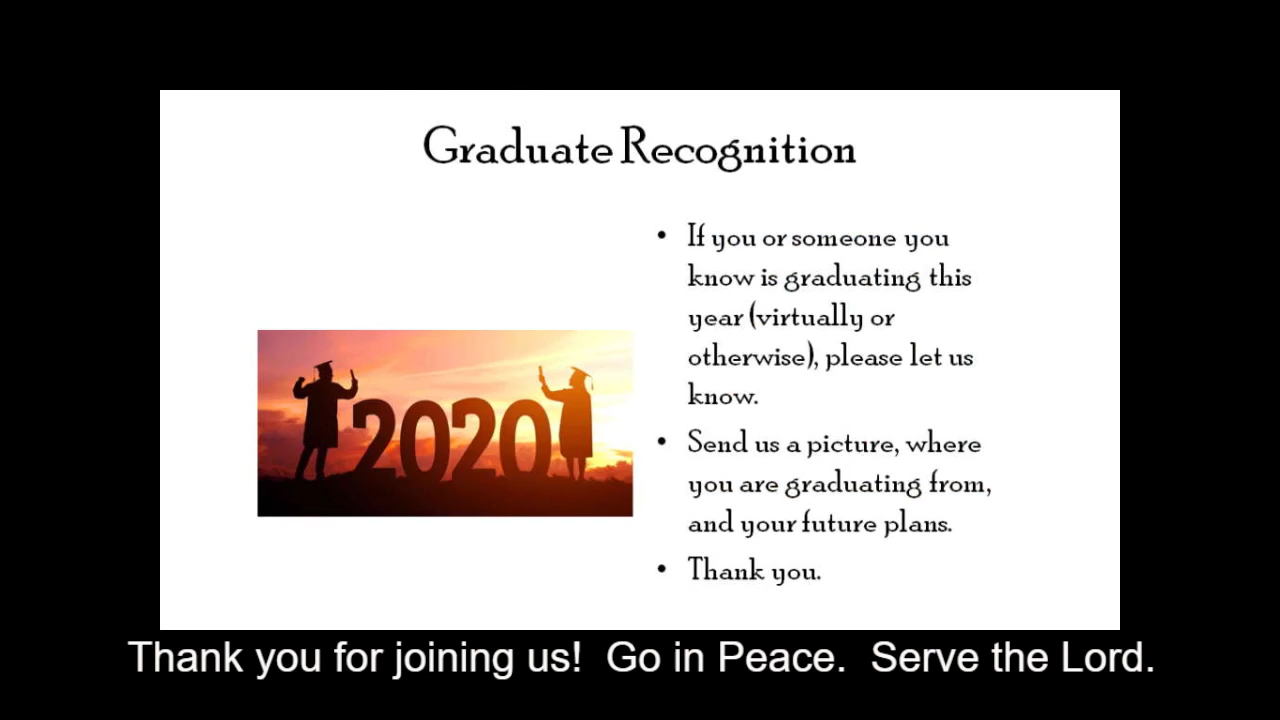 Graduate Recognition
• If you or someone you
know is graduating this
year (virtually or
otherwise), please let us
know.
2020
• Send us a picture, where
you are graduating from,
and your future plans.
• Thank you.
Thank you for joining us!  Go in Peace.  Serve the Lord.